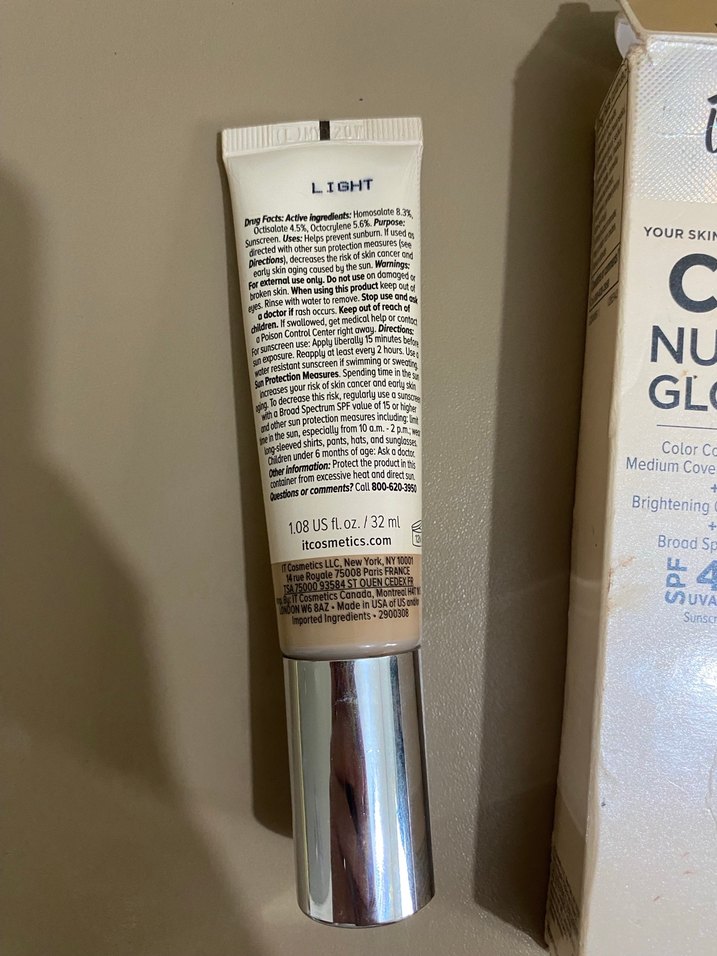 LIGHT
Drug Facts: Active ingredients: Homosalate 8.3%,
Octisalate 4.5%, Octocrylene 5.6%. Purpose:
Sunscreen. Uses: Helps prevent sunburn. If used as
directed with other sun protection measures (see
Directions), decreases the risk of skin cancer and
early skin aging caused by the sun. Warnings:
For external use only. Do not use on damaged or
broken skin. When using this product keep out of
eyes. Rinse with water to remove. Stop use and ask
a doctor if rash occurs. Keep out of reach of
children. If swallowed, get medical help or contact
a Poison Control Center right away. Directions:
For sunscreen use: Apply liberally 15 minutes before
sun exposure. Reapply at least every 2 hours. Use a
water resistant sunscreen if swimming or sweating.
Sun Protection Measures. Spending time in the sun
increases your risk of skin cancer and early skin
aging. To decrease this risk, regularly use a sunscreen
with a Broad Spectrum SPF value of 15 or higher
and other sun protection measures including: limit
time in the sun, especially from 10 a.m. - 2 p.m.; wear
long-sleeved shirts, pants, hats, and sunglasses.
Children under 6 months of age: Ask a doctor.
Other information: Protect the product in this
container from excessive heat and direct sun.
Questions or comments? Call 800-620-3950
1.08 US fl. oz. / 32 ml
itcosmetics.com
IT Cosmetics LLC, New York, NY 10001
14 rue Royale 75008 Paris FRANCE
TSA 75000 93584 ST OUEN CEDEX FR
IT Cosmetics Canada, Montreal
LONDON W6 8AZ • Made in USA of US and/or
Imported Ingredients • 2900308
YOUR SKIN
C
NU
GLO
Color Co
Medium Cove
+
Brightening
+
Broad Sp
SPF 4
UVA
Sunscr